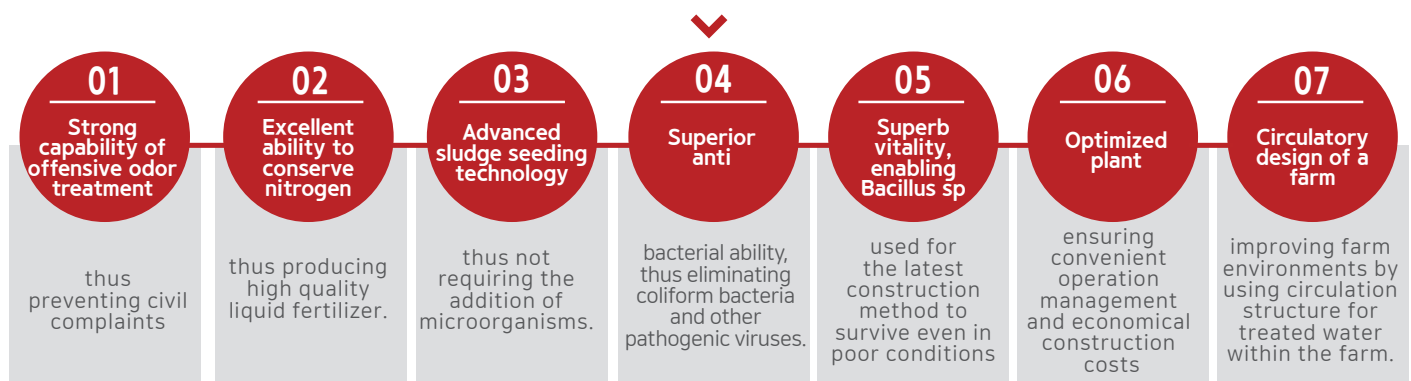 01
Strong
capability of
offensive odor
treatment
thus
preventing civil
complaints
02
Excellent
ability to
conserve
nitrogen
thus producing
high quality
liquid fertilizer.
03
Advanced
sludge seeding
technology
thus not
requiring the
addition of
microorganisms.
04
Superior
anti
bacterial ability,
thus eliminating
coliform bacteria
and other
pathogenic viruses.
05
Superb
vitality,
enabling
Bacillus sp
used for
the latest
construction
method to
survive even in
poor conditions
06
Optimized
plant
ensuring
convenient
operation
management
and economical
construction
costs
07
Circulatory
design of a
farm
improving farm
environments by
using circulation
structure for
treated water
within the farm.